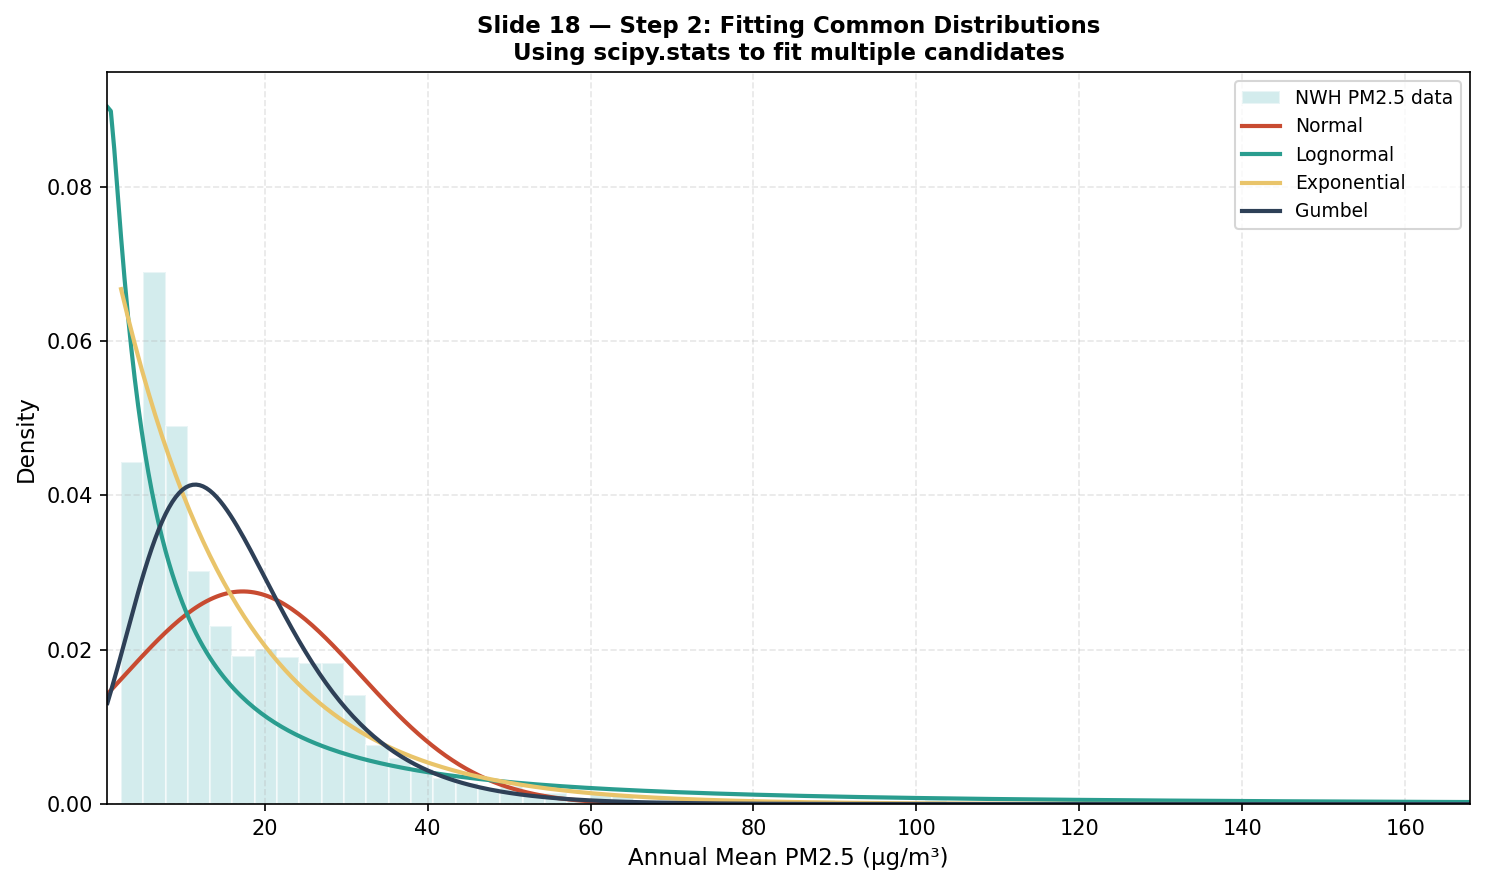 Slide 18 — Step 2: Fitting Common Distributions
Using scipy.stats to fit multiple candidates
NWH PM2.5 data
Normal
Lognormal
Exponential
Gumbel
Density
0.08
0.06
0.04
0.02
0.00
20 40 60 80 100 120 140 160
Annual Mean PM2.5 (μg/m³)